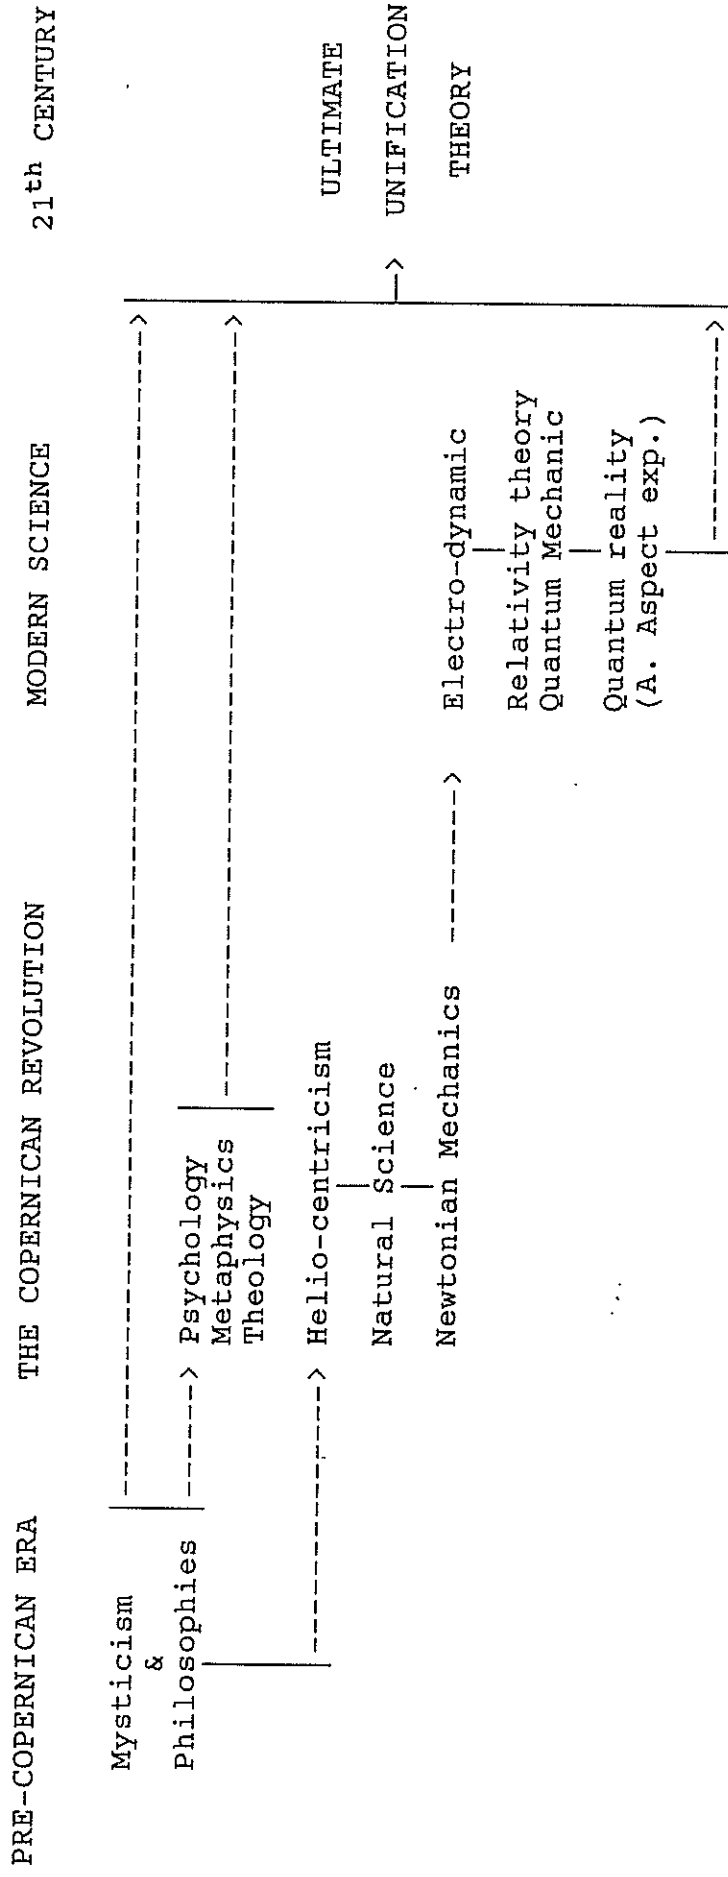 PRE-COPERNICAN ERA
THE COPERNICAN REVOLUTION
MODERN SCIENCE
21th CENTURY
Mysticism
&
Philosophies
Psychology
Metaphysics
Theology
Helio-centricism
Natural Science
Newtonian Mechanics
Electro-dynamic
Relativity theory
Quantum Mechanic
Quantum reality
(A. Aspect exp.)
ULTIMATE
UNIFICATION
THEORY